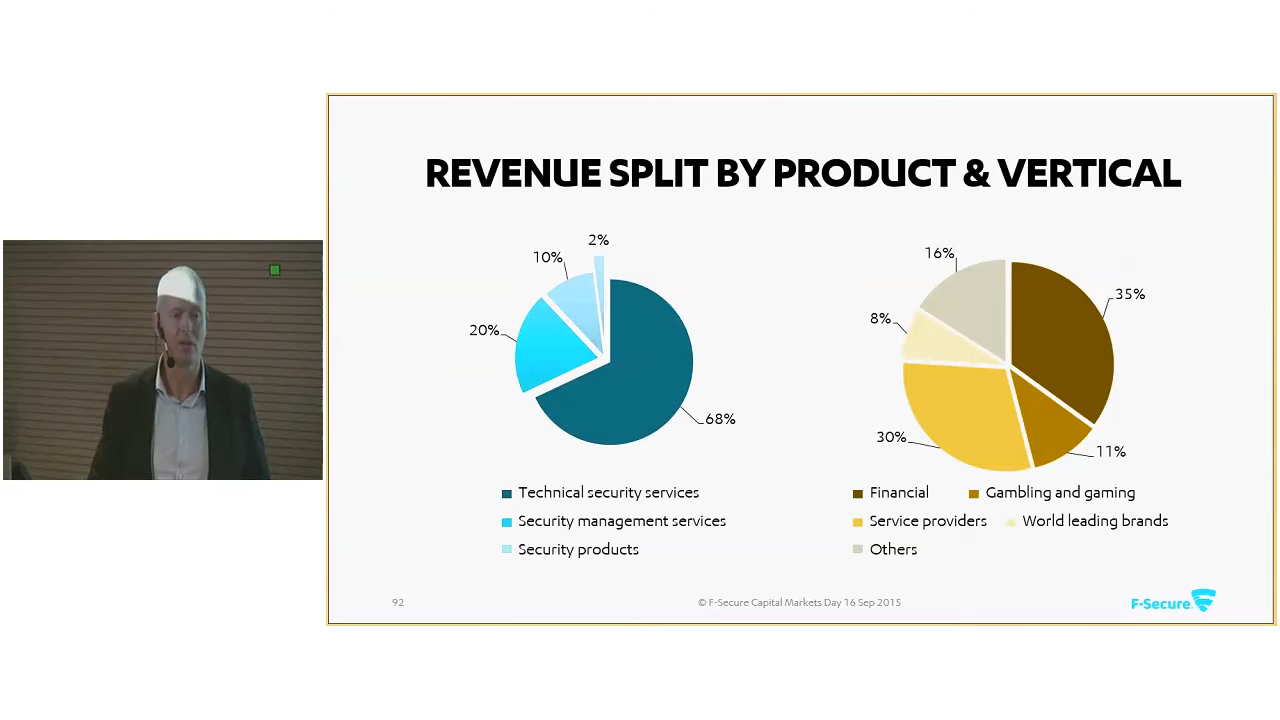 REVENUE SPLIT BY PRODUCT & VERTICAL
2%
10%
20%
68%
16%
35%
8%
30%
11%
Technical security services
Security management services
Security products
Financial
Gambling and gaming
Service providers
World leading brands
Others
92
© F-Secure Capital Markets Day 16 Sep 2015
F-Secure.